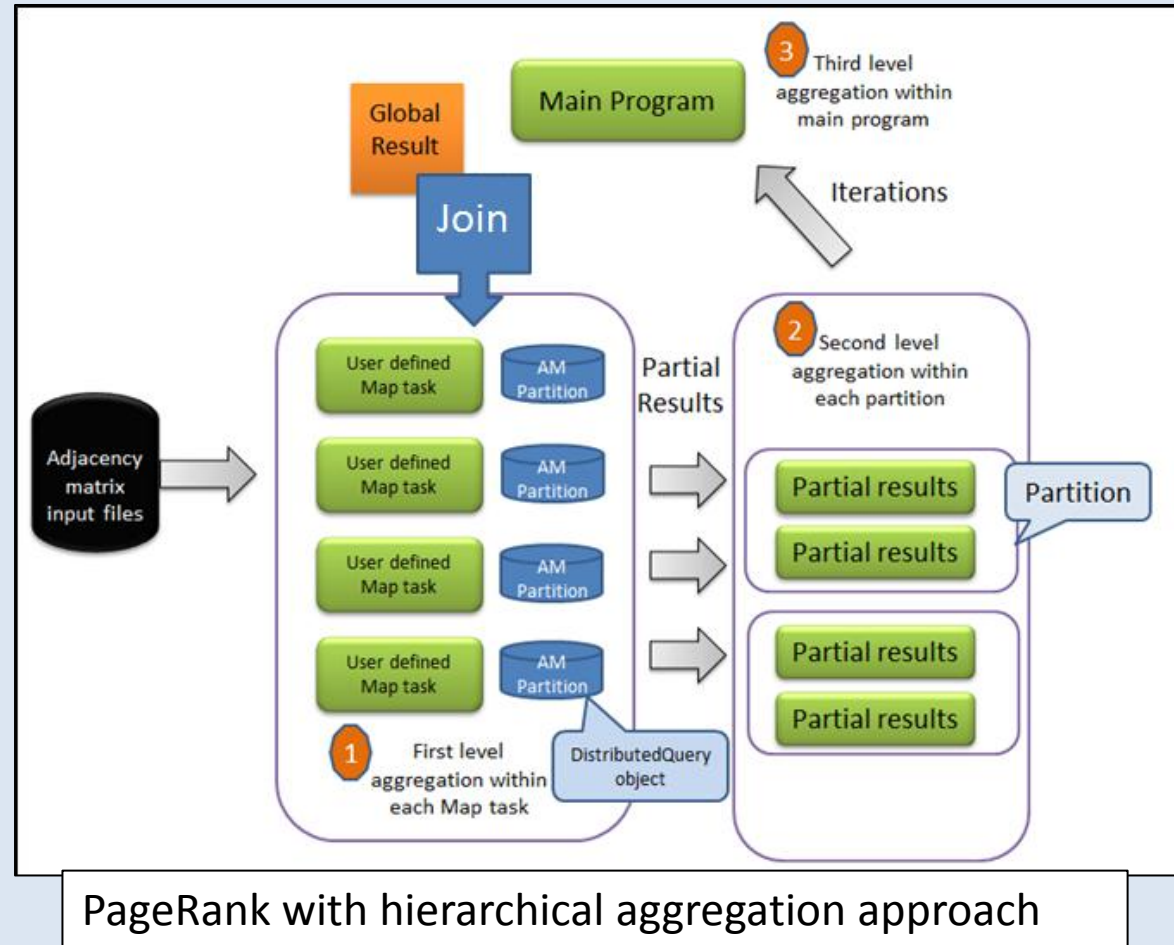 3
Third level
aggregation within
main program
Main Program
Global
Result
Join
Iterations
Adjacency
matrix
input files
User defined
Map task
AM
Partition
User defined
Map task
AM
Partition
User defined
Map task
AM
Partition
User defined
Map task
AM
Partition
1
First level
aggregation within
each Map task
DistributedQuery
object
Partial
Results
2
Second level
aggregation within
each partition
Partial results
Partial results
Partition
Partial results
Partial results
PageRank with hierarchical aggregation approach